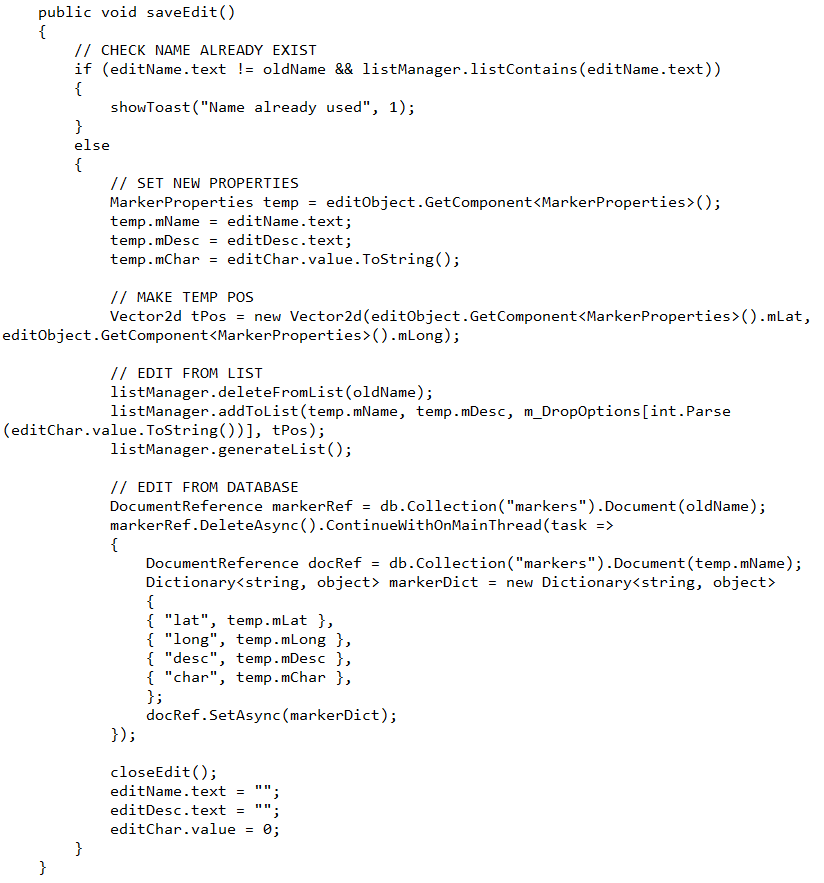 public void saveEdit()
{
// CHECK NAME ALREADY EXIST
if (editName.text != oldName && listManager.listContains(editName.text))
{
showToast("Name already used", 1);
}
else
{
// SET NEW PROPERTIES
MarkerProperties temp = editObject.GetComponent<MarkerProperties>();
temp.mName = editName.text;
temp.mDesc = editDesc.text;
temp.mChar = editChar.value.ToString();

// MAKE TEMP POS
Vector2d tPos = new Vector2d(editObject.GetComponent<MarkerProperties>().mLat,
editObject.GetComponent<MarkerProperties>().mLong);

// EDIT FROM LIST
listManager.deleteFromList(oldName);
listManager.addToList(temp.mName, temp.mDesc, m_DropOptions[int.Parse
(editChar.value.ToString())], tPos);
listManager.generateList();

// EDIT FROM DATABASE
DocumentReference markerRef = db.Collection("markers").Document(oldName);
markerRef.DeleteAsync().ContinueWithOnMainThread(task =>
{
DocumentReference docRef = db.Collection("markers").Document(temp.mName);
Dictionary<string, object> markerDict = new Dictionary<string, object>
{
{ "lat", temp.mLat },
{ "long", temp.mLong },
{ "desc", temp.mDesc },
{ "char", temp.mChar },
};
docRef.SetAsync(markerDict);
});

closeEdit();
editName.text = "";
editDesc.text = "";
editChar.value = 0;
}
}